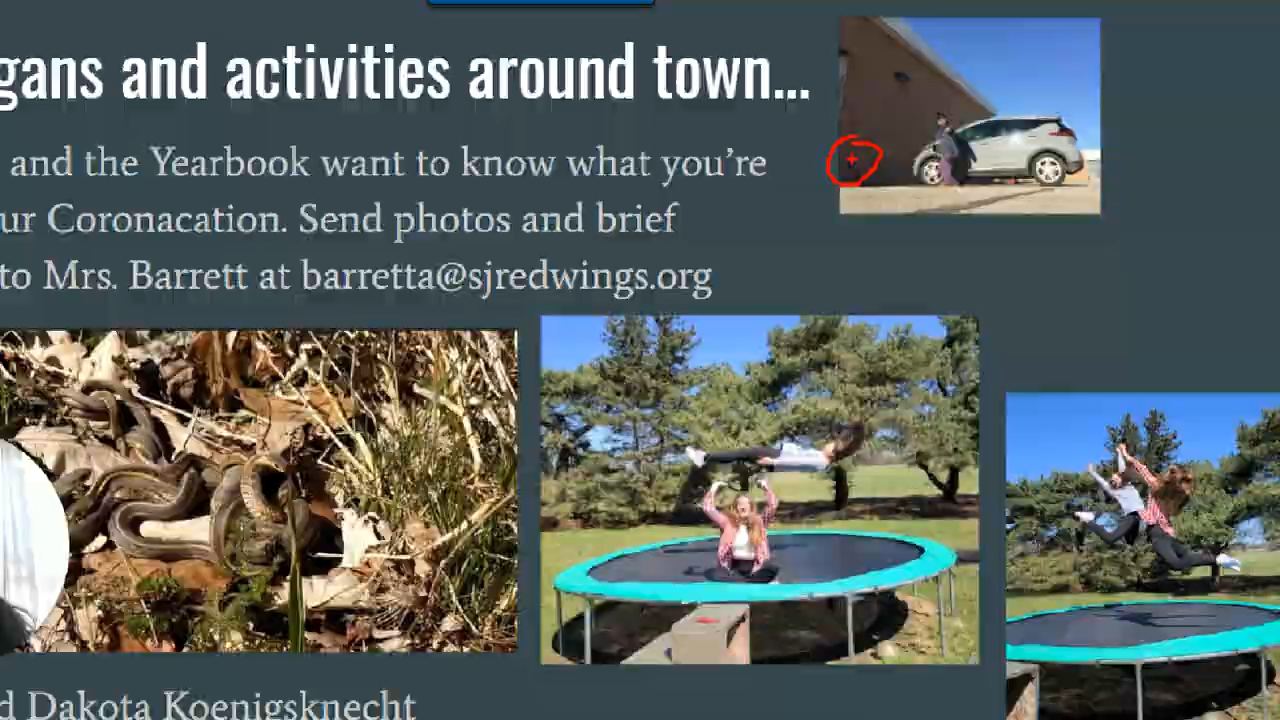 gans and activities around town...
and the Yearbook want to know what you're
ur Coronacation. Send photos and brief
to Mrs. Barrett at barretta@sjredwings.org
d Dakota Koenigsknecht